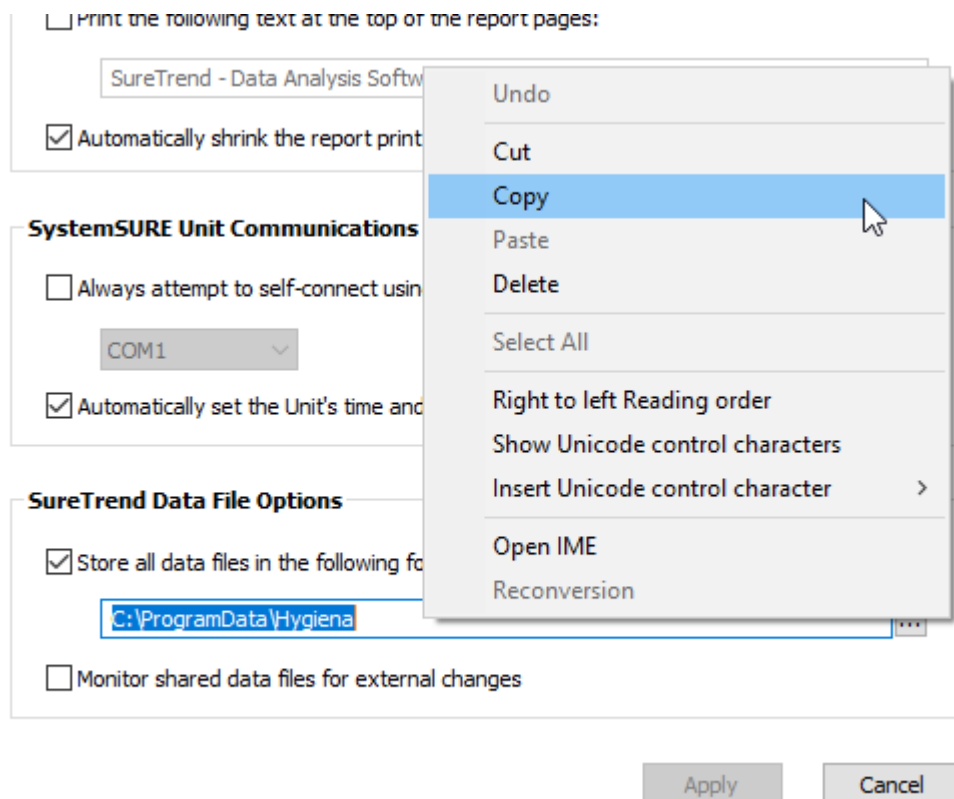 Print the following text at the top of the report pages:
SureTrend - Data Analysis Softw
Automatically shrink the report print
SystemSURE Unit Communications
Always attempt to self-connect usin
COM1
Automatically set the Unit's time and
SureTrend Data File Options
Store all data files in the following fo
C:\ProgramData\Hygiena
...
Monitor shared data files for external changes
Apply
Cancel
Undo
Cut
Copy
Paste
Delete
Select All
Right to left Reading order
Show Unicode control characters
Insert Unicode control character
Open IME
Reconversion